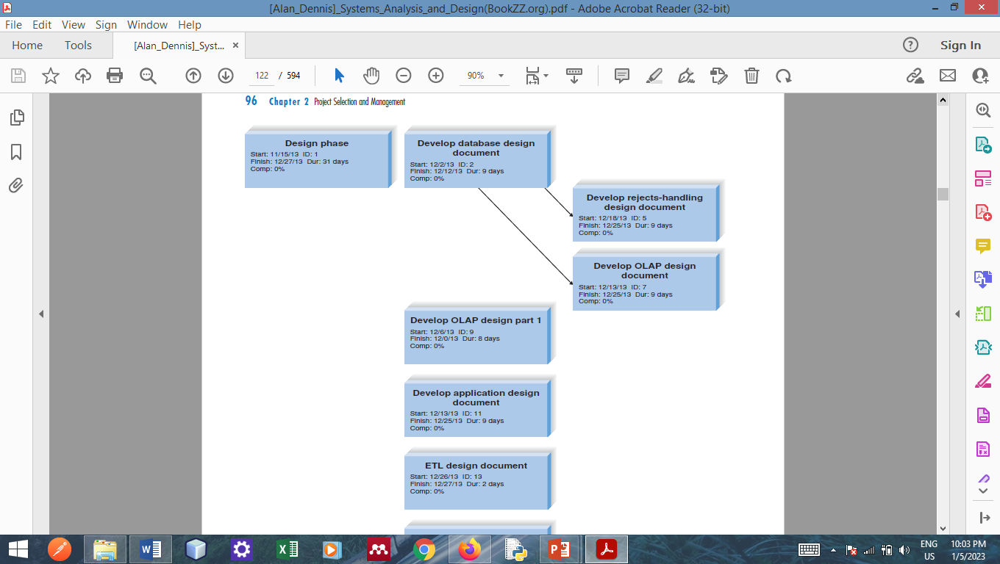 [Alan_Dennis]_Systems_Analysis_and_Design(BookZZ.org).pdf - Adobe Acrobat Reader (32-bit)
File Edit View Sign Window Help
Home Tools [Alan_Dennis]_Syst... × Sign In
122 / 594 90%
96 Chapter 2 Project Selection and Management
Design phase
Start: 11/15/13 ID: 1
Finish: 12/27/13 Dur: 31 days
Comp: 0%
Develop database design
document
Start: 12/2/13 ID: 2
Finish: 12/12/13 Dur: 9 days
Comp: 0%
Develop rejects-handling
design document
Start: 12/18/13 ID: 5
Finish: 12/25/13 Dur: 9 days
Comp: 0%
Develop OLAP design
document
Start: 12/13/13 ID: 7
Finish: 12/25/13 Dur: 9 days
Comp: 0%
Develop OLAP design part 1
Start: 12/6/13 ID: 9
Finish: 12/0/13 Dur: 8 days
Comp: 0%
Develop application design
document
Start: 12/13/13 ID: 11
Finish: 12/25/13 Dur: 9 days
Comp: 0%
ETL design document
Start: 12/26/13 ID: 13
Finish: 12/27/13 Dur: 2 days
Comp: 0%
ENG 10:03 PM
US 1/5/2023